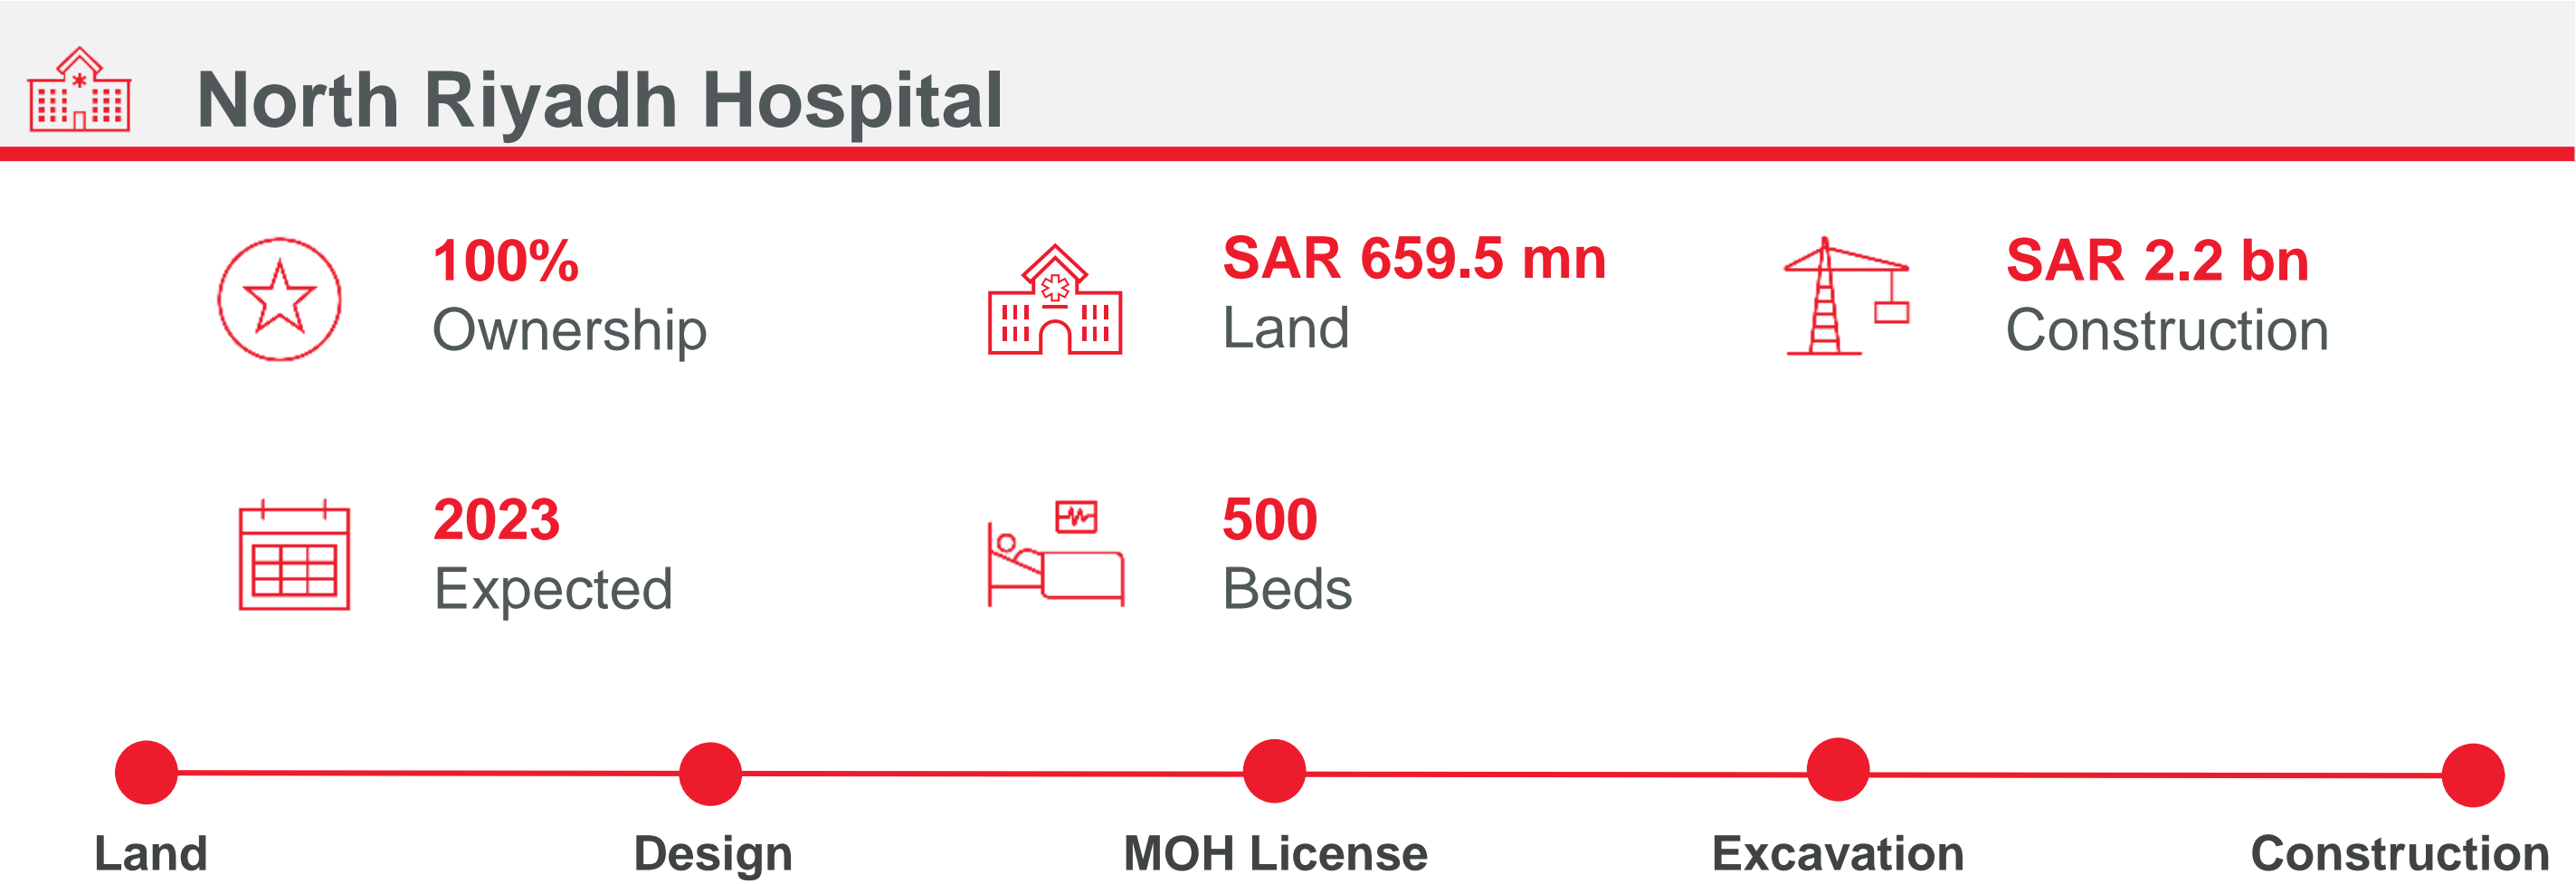 North Riyadh Hospital
100%
Ownership
SAR 659.5 mn
Land
SAR 2.2 bn
Construction
2023
Expected
500
Beds
Land
Design
MOH License
Excavation
Construction